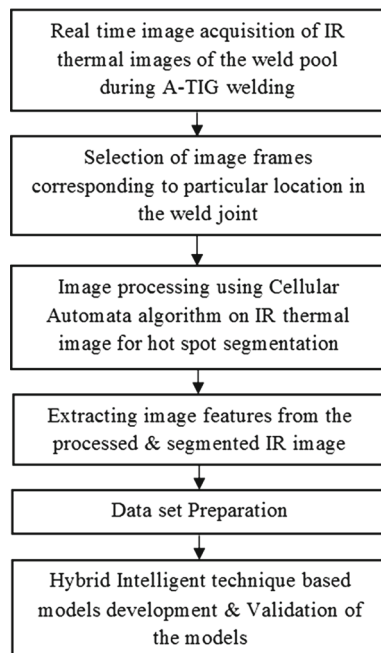 Real time image acquisition of IR
thermal images of the weld pool
during A-TIG welding
Selection of image frames
corresponding to particular location in
the weld joint
Image processing using Cellular
Automata algorithm on IR thermal
image for hot spot segmentation
Extracting image features from the
processed & segmented IR image
Data set Preparation
Hybrid Intelligent technique based
models development & Validation of
the models